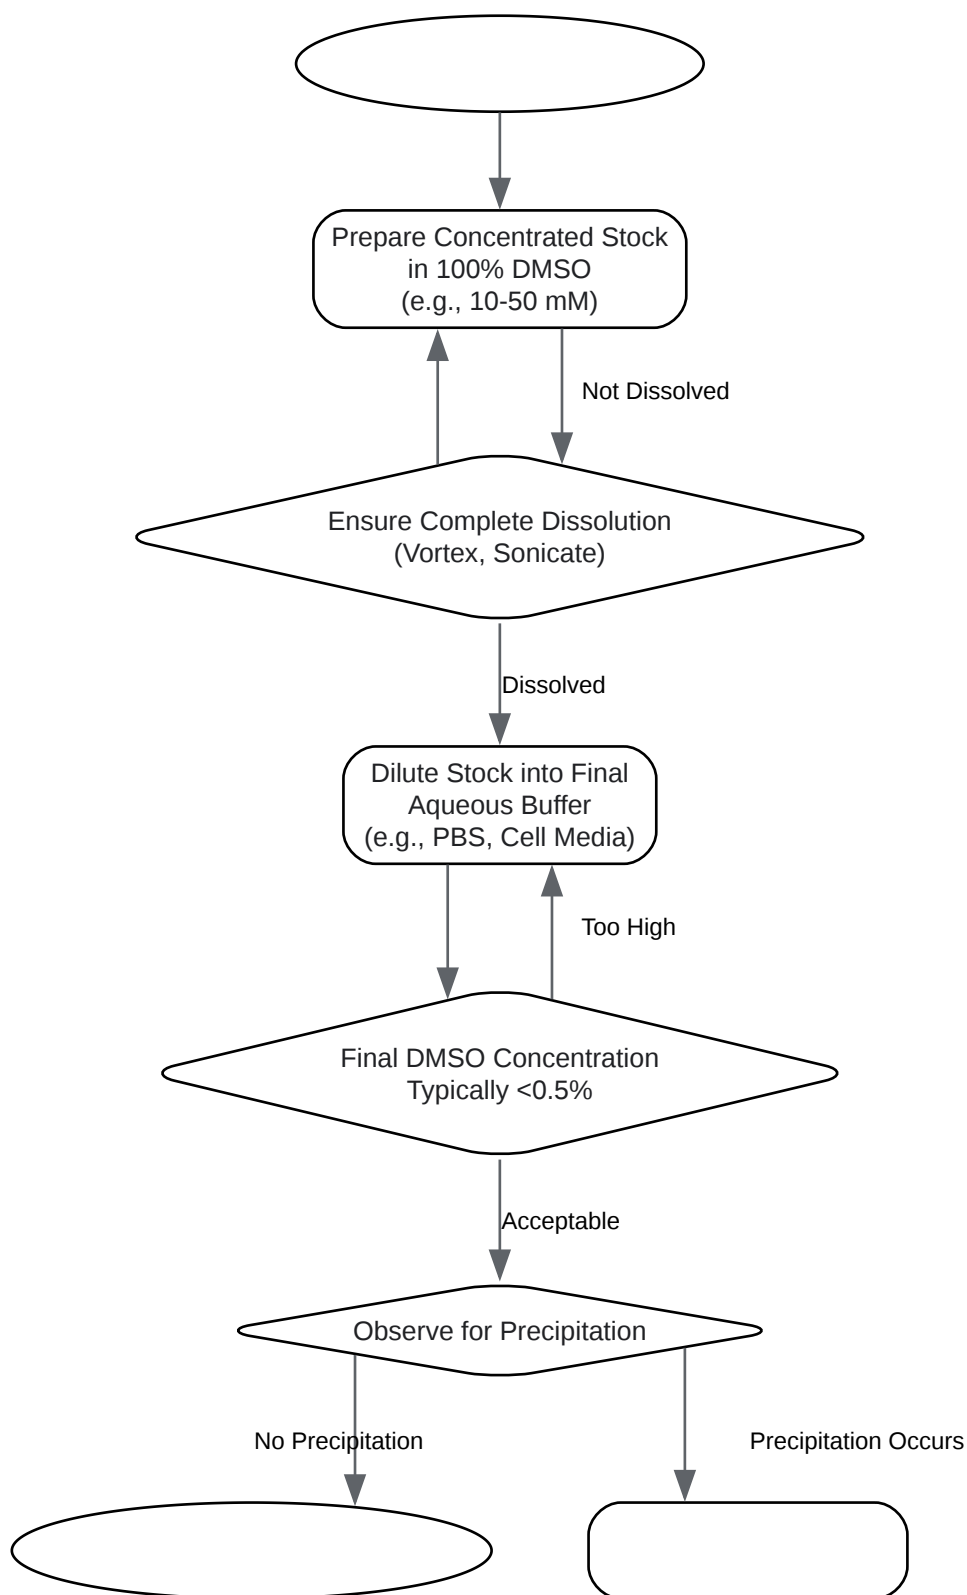 Prepare Concentrated Stock
in 100% DMSO
(e.g., 10-50 mM)
Not Dissolved
Ensure Complete Dissolution
(Vortex, Sonicate)
Dissolved
Dilute Stock into Final
Aqueous Buffer
(e.g., PBS, Cell Media)
Too High
Final DMSO Concentration
Typically <0.5%
Acceptable
Observe for Precipitation
No Precipitation
Precipitation Occurs